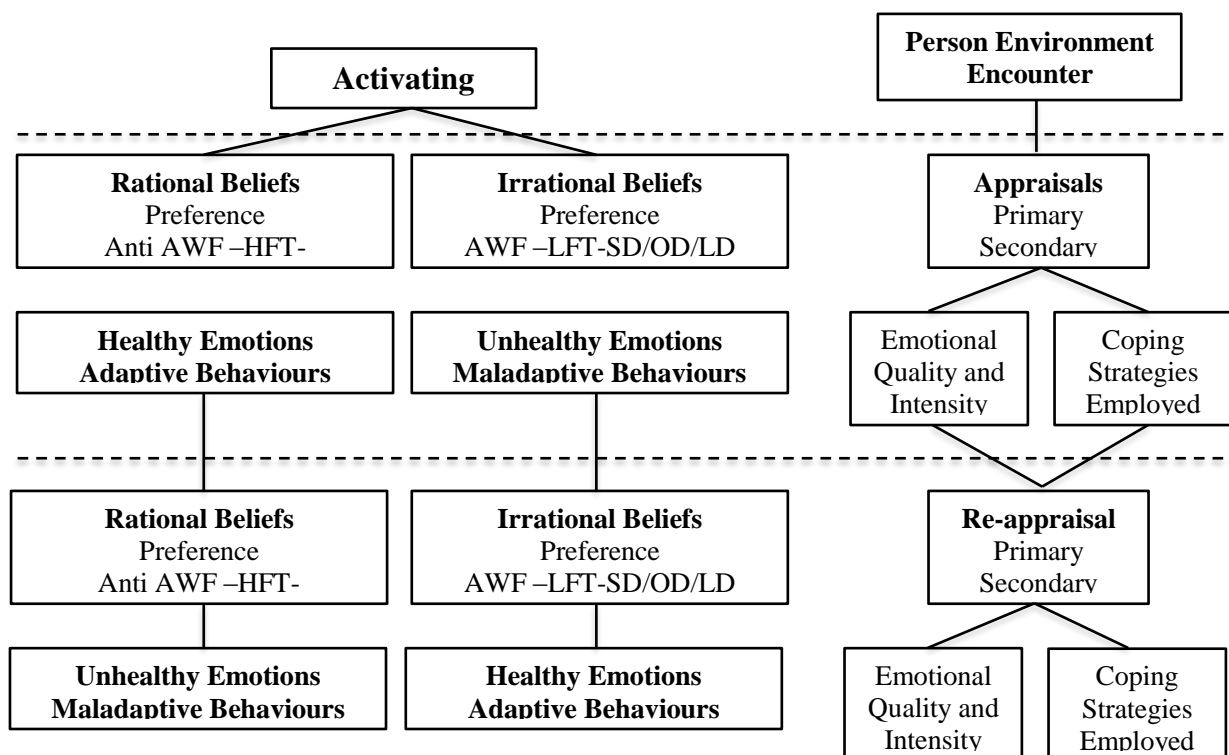 Activating
Person Environment
Encounter
Rational Beliefs
Preference
Anti AWF –HFT-
Irrational Beliefs
Preference
AWF –LFT-SD/OD/LD
Appraisals
Primary
Secondary
Healthy Emotions
Adaptive Behaviours
Unhealthy Emotions
Maladaptive Behaviours
Emotional
Quality and
Intensity
Coping
Strategies
Employed
Rational Beliefs
Preference
Anti AWF –HFT-
Irrational Beliefs
Preference
AWF –LFT-SD/OD/LD
Re-appraisal
Primary
Secondary
Unhealthy Emotions
Maladaptive Behaviours
Healthy Emotions
Adaptive Behaviours
Emotional
Quality and
Intensity
Coping
Strategies
Employed